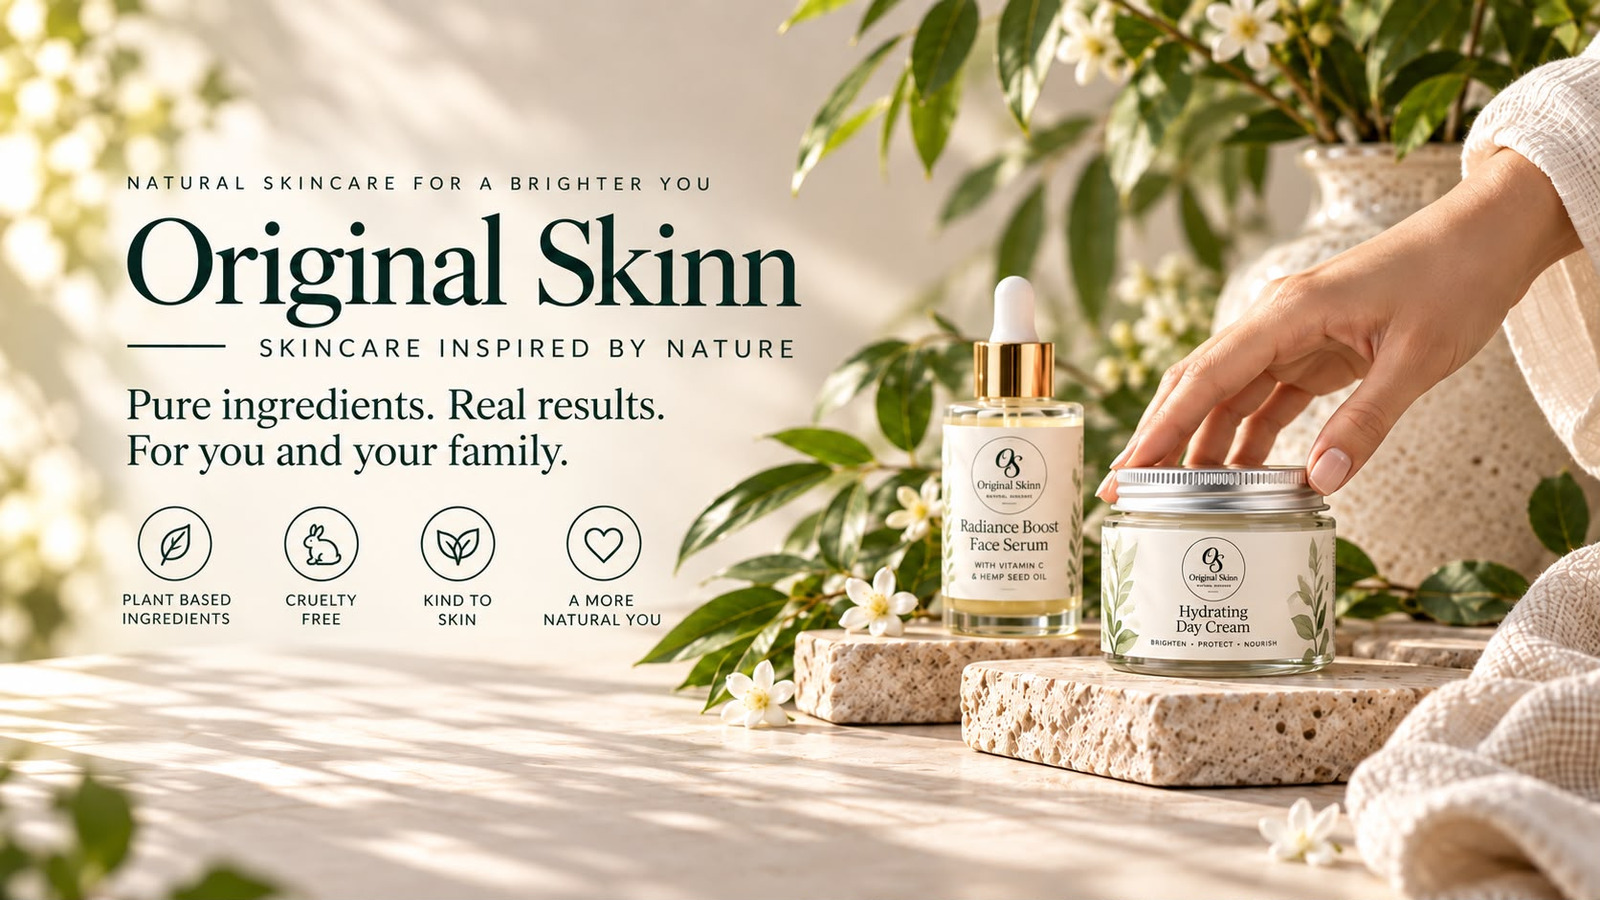 NATURAL SKINCARE FOR A BRIGHTER YOU
Original Skinn
SKINCARE INSPIRED BY NATURE
Pure ingredients. Real results.
For you and your family.
PLANT BASED
INGREDIENTS
CRUELTY
FREE
KIND TO
SKIN
A MORE
NATURAL YOU
OS
Original Skinn
NATURAL SKINCARE
Radiance Boost
Face Serum
WITH VITAMIN C
& HEMP SEED OIL
OS
Original Skinn
Hydrating
Day Cream
BRIGHTEN • PROTECT • NOURISH